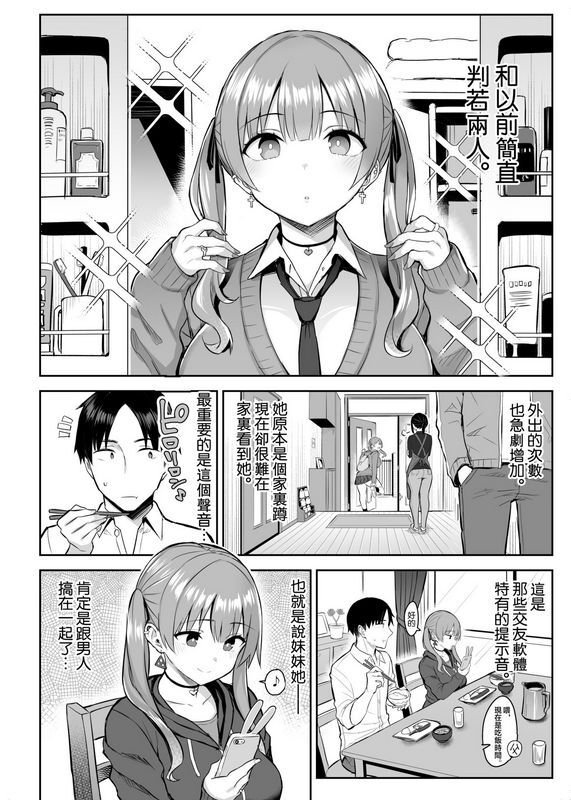 和以前簡直
判若兩人。
外出的次數
也急劇增加。
她原本是個家裏蹲
現在卻很難在
家裏看到她。
最重要的是這個聲音…
ピロリロン♪
這是
那些交友軟體
特有的提示音。
喂，
現在是吃飯時間。
父
好的
也就是說妹妹她──
♪
肯定是跟男人
搞在一起了…